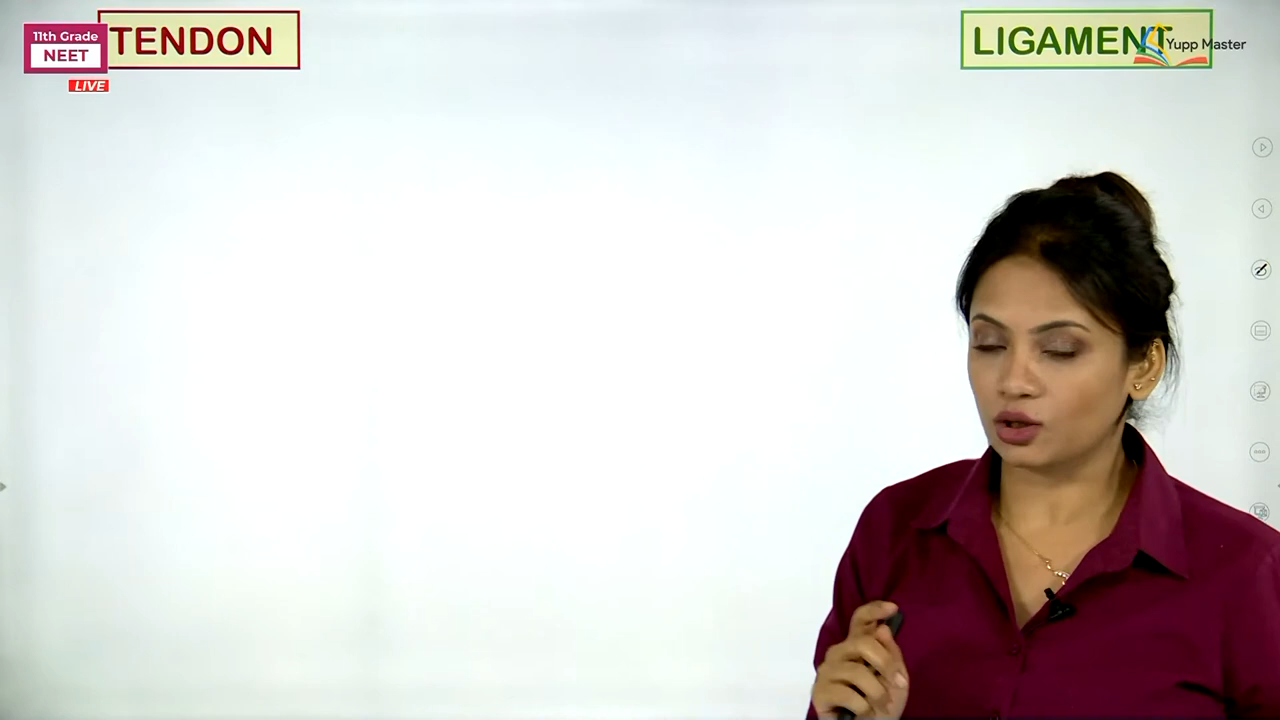 11th Grade
NEET
LIVE
TENDON
LIGAMENT
Yupp Master